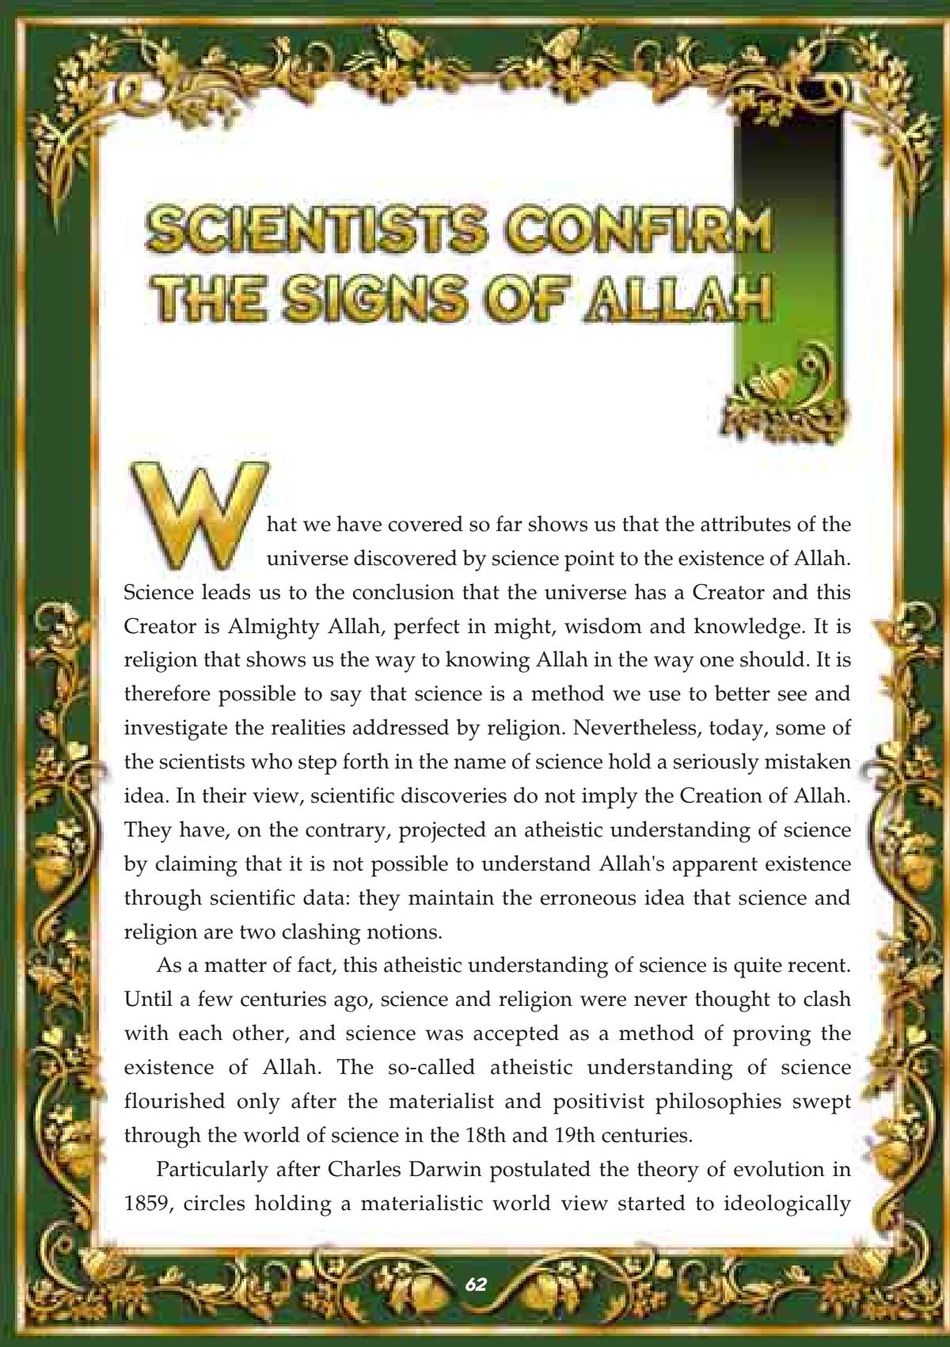 SCIENTISTS CONFIRM
THE SIGNS OF ALLAH
What we have covered so far shows us that the attributes of the
universe discovered by science point to the existence of Allah.
Science leads us to the conclusion that the universe has a Creator and this
Creator is Almighty Allah, perfect in might, wisdom and knowledge. It is
religion that shows us the way to knowing Allah in the way one should. It is
therefore possible to say that science is a method we use to better see and
investigate the realities addressed by religion. Nevertheless, today, some of
the scientists who step forth in the name of science hold a seriously mistaken
idea. In their view, scientific discoveries do not imply the Creation of Allah.
They have, on the contrary, projected an atheistic understanding of science
by claiming that it is not possible to understand Allah's apparent existence
through scientific data: they maintain the erroneous idea that science and
religion are two clashing notions.
As a matter of fact, this atheistic understanding of science is quite recent.
Until a few centuries ago, science and religion were never thought to clash
with each other, and science was accepted as a method of proving the
existence of Allah. The so-called atheistic understanding of science
flourished only after the materialist and positivist philosophies swept
through the world of science in the 18th and 19th centuries.
Particularly after Charles Darwin postulated the theory of evolution in
1859, circles holding a materialistic world view started to ideologically
62